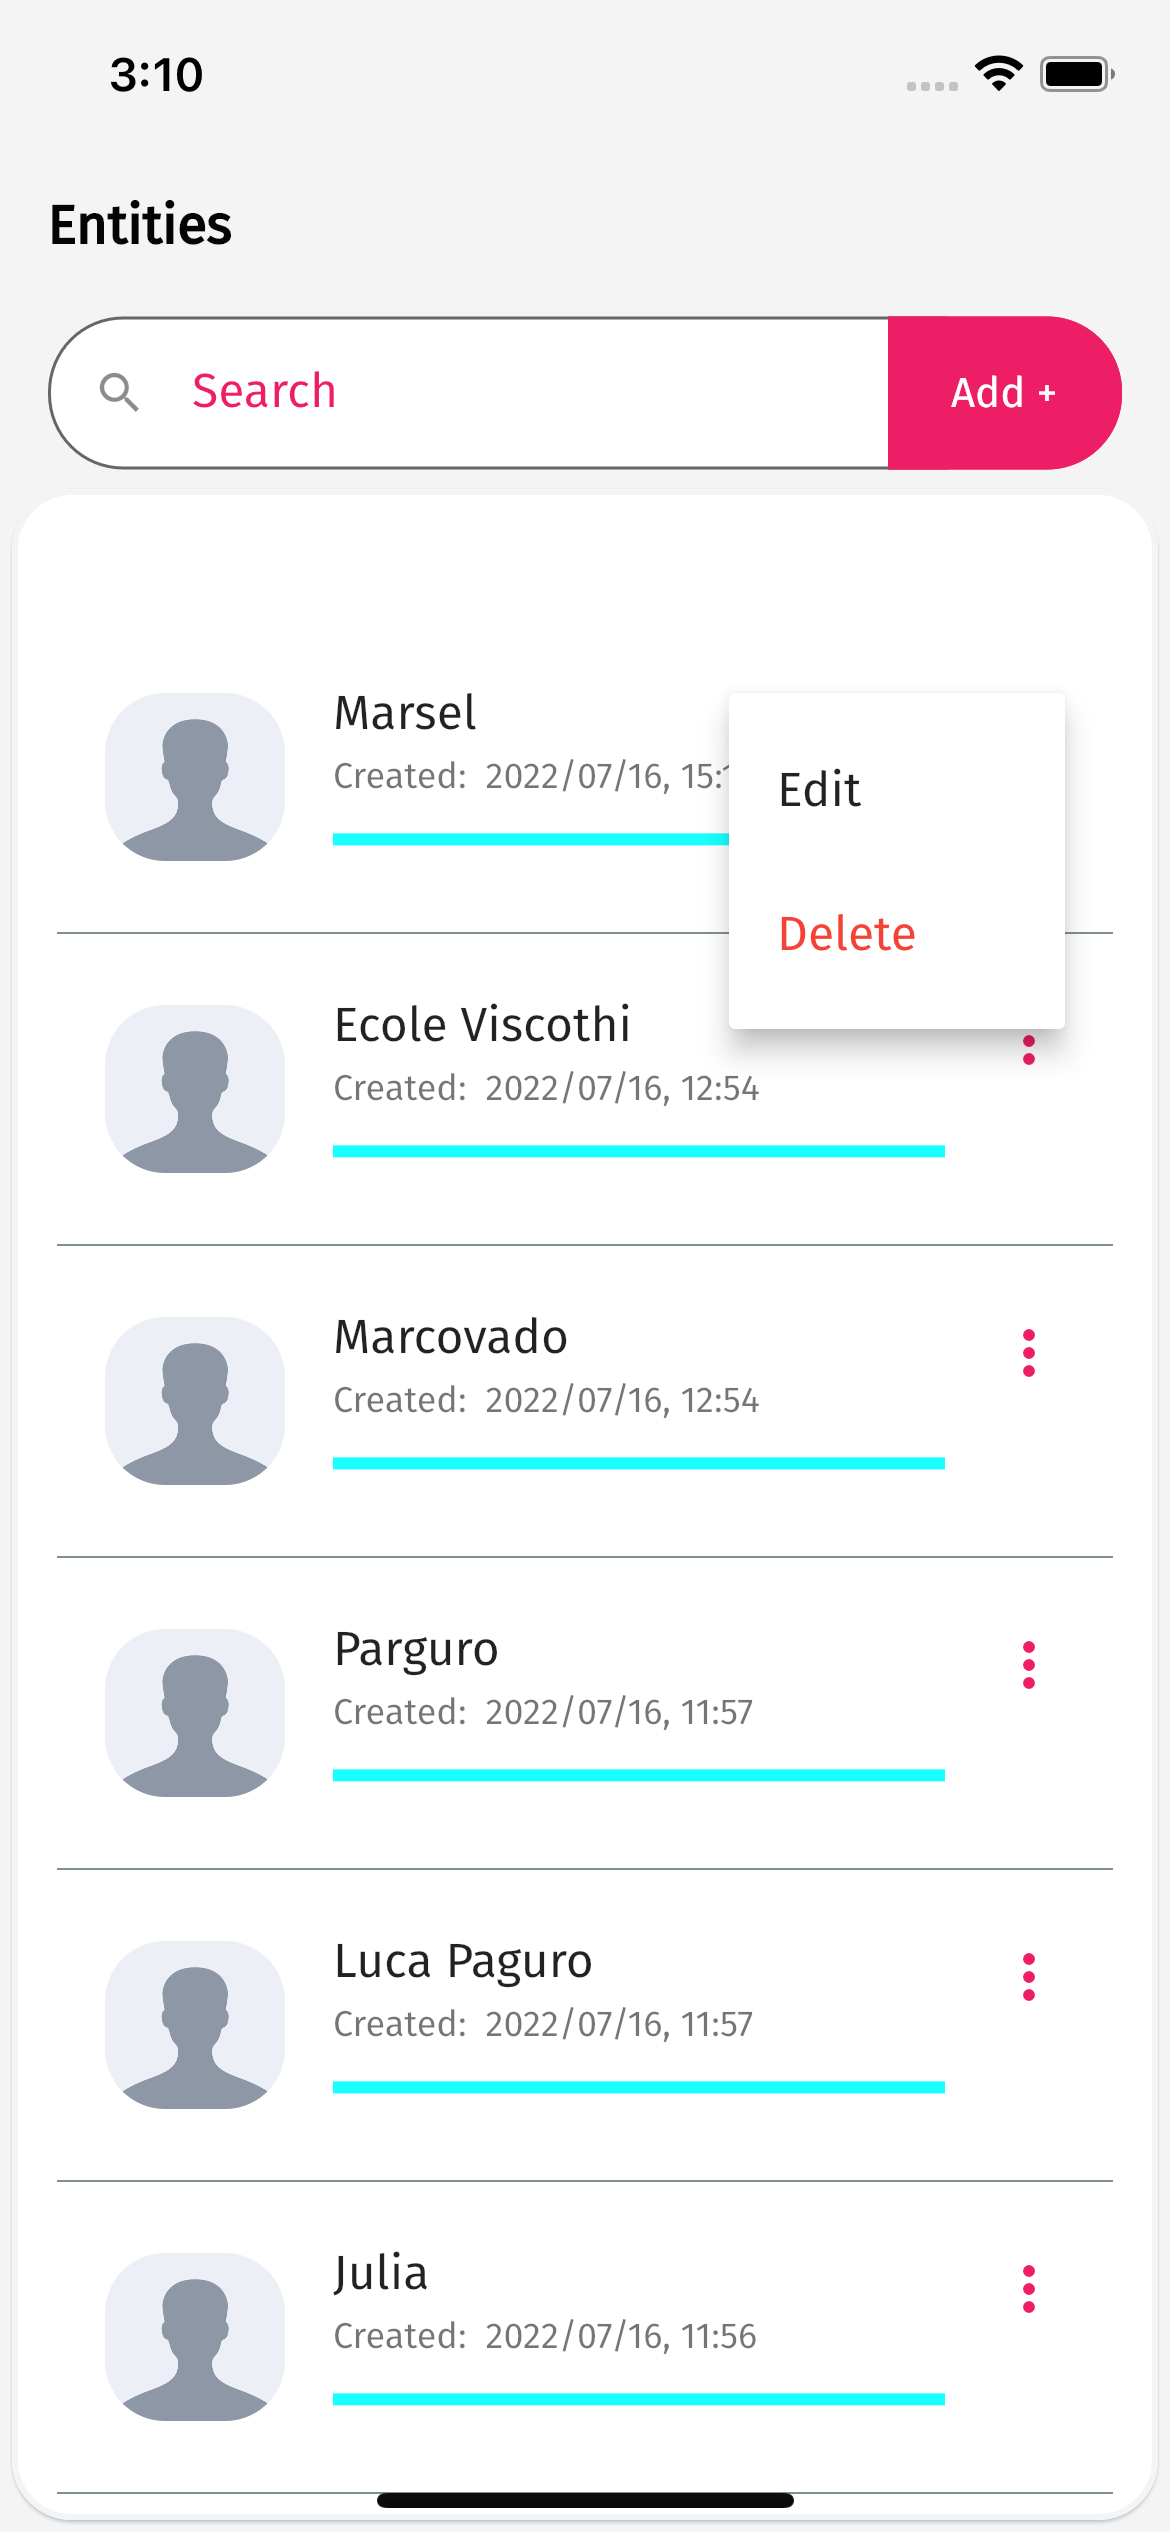 3:10
Entities
Search
Add +
Marsel
Created: 2022/07/16,
Edit
Delete
Ecole Viscothi
Created: 2022/07/16, 12:54
Marcovado
Created: 2022/07/16, 12:54
Parguro
Created: 2022/07/16, 11:57
Luca Paguro
Created: 2022/07/16, 11:57
Julia
Created: 2022/07/16, 11:56